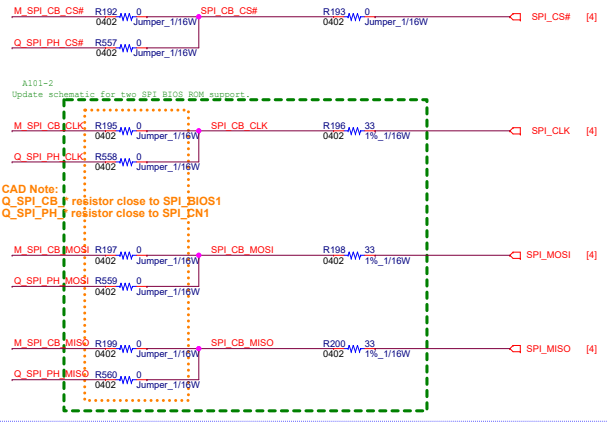 M_SPI_CB_CS# R192 0 SPI_CB_CS# R193 0 SPI_CS# [4]
0402 Jumper_1/16W 0402 Jumper_1/16W
Q_SPI_PH_CS# R557 0
0402 Jumper_1/16W
A101-2
Update schematic for two SPI BIOS ROM support.
M_SPI_CB_CLK R195 0 SPI_CB_CLK R196 33 SPI_CLK [4]
0402 Jumper_1/16W 0402 1%_1/16W
Q_SPI_PH_CLK R558 0
0402 Jumper_1/16W
CAD Note:
Q_SPI_CB_* resistor close to SPI_BIOS1
Q_SPI_PH_* resistor close to SPI_CN1
M_SPI_CB_MOSI R197 0 SPI_CB_MOSI R198 33 SPI_MOSI [4]
0402 Jumper_1/16W 0402 1%_1/16W
Q_SPI_PH_MOSI R559 0
0402 Jumper_1/16W
M_SPI_CB_MISO R199 0 SPI_CB_MISO R200 33 SPI_MISO [4]
0402 Jumper_1/16W 0402 1%_1/16W
Q_SPI_PH_MISO R560 0
0402 Jumper_1/16W